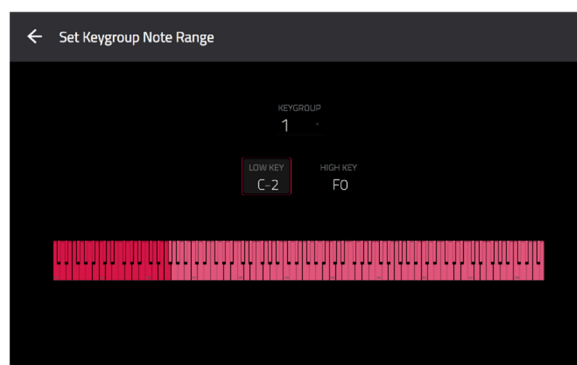 Set Keygroup Note Range
KEYGROUP
1
LOW KEY HIGH KEY
C-2 F0